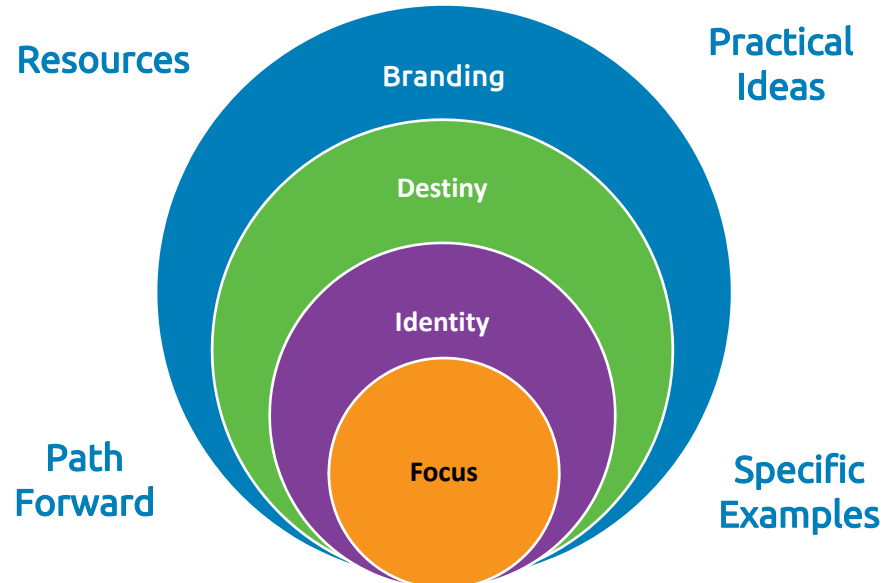 Resources
Practical
Ideas
Branding
Destiny
Identity
Focus
Path
Forward
Specific
Examples